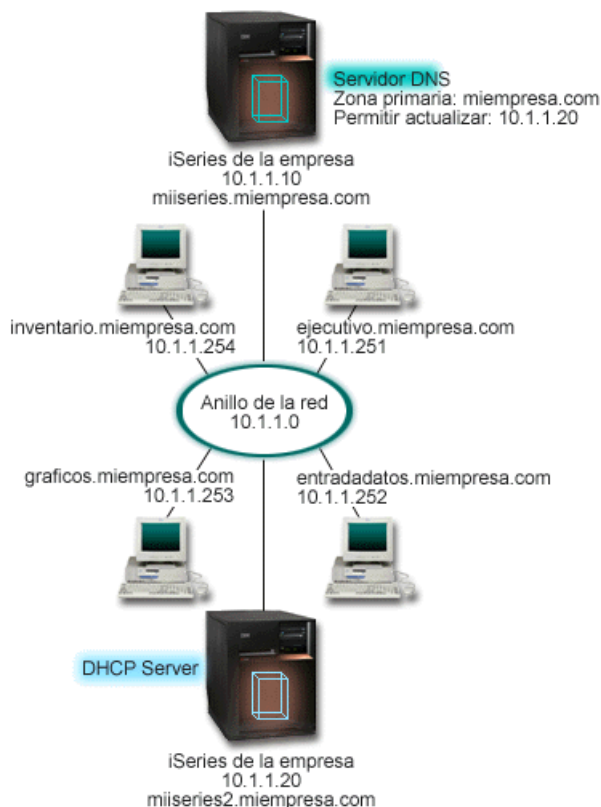 Servidor DNS
Zona primaria: miempresa.com
Permitir actualizar: 10.1.1.20
iSeries de la empresa
10.1.1.10
miiseries.miempresa.com
inventario.miempresa.com
10.1.1.254
ejecutivo.miempresa.com
10.1.1.251
Anillo de la red
10.1.1.0
graficos.miempresa.com
10.1.1.253
entradadatos.miempresa.com
10.1.1.252
DHCP Server
iSeries de la empresa
10.1.1.20
miiseries2.miempresa.com